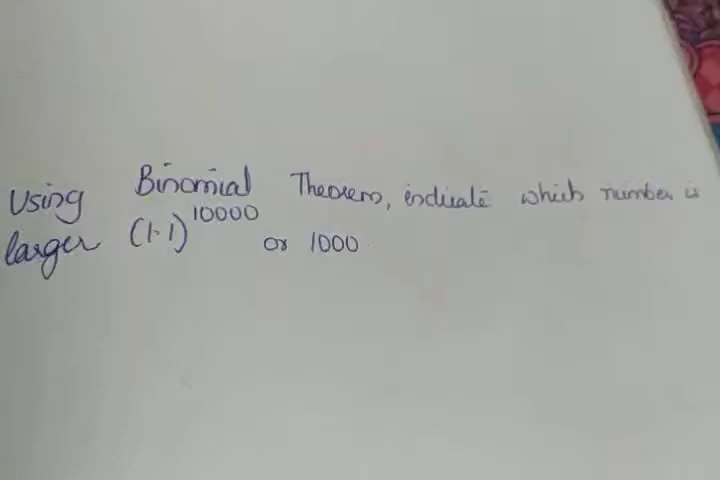 Using Binomial Theorem, indicate which number is
larger (1.1)^10000 or 1000